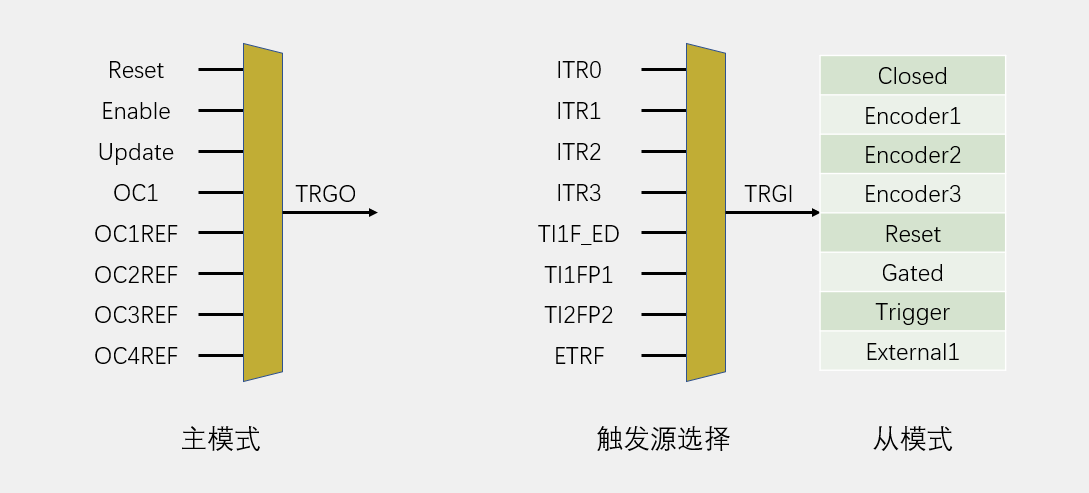 Reset
Enable
Update
OC1
OC1REF
OC2REF
OC3REF
OC4REF
TRGO
主模式
ITR0
ITR1
ITR2
ITR3
TI1F_ED
TI1FP1
TI2FP2
ETRF
TRGI
触发源选择
Closed
Encoder1
Encoder2
Encoder3
Reset
Gated
Trigger
External1
从模式